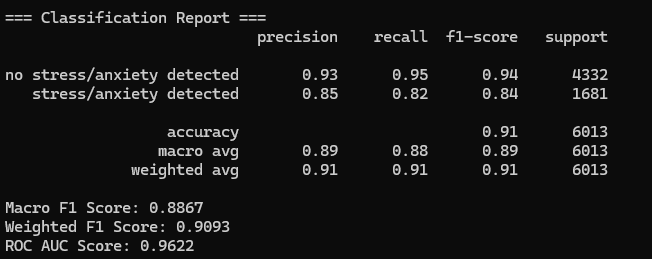 === Classification Report ===
precision recall f1-score support
no stress/anxiety detected 0.93 0.95 0.94 4332
stress/anxiety detected 0.85 0.82 0.84 1681
accuracy 0.91 6013
macro avg 0.89 0.88 0.89 6013
weighted avg 0.91 0.91 0.91 6013
Macro F1 Score: 0.8867
Weighted F1 Score: 0.9093
ROC AUC Score: 0.9622